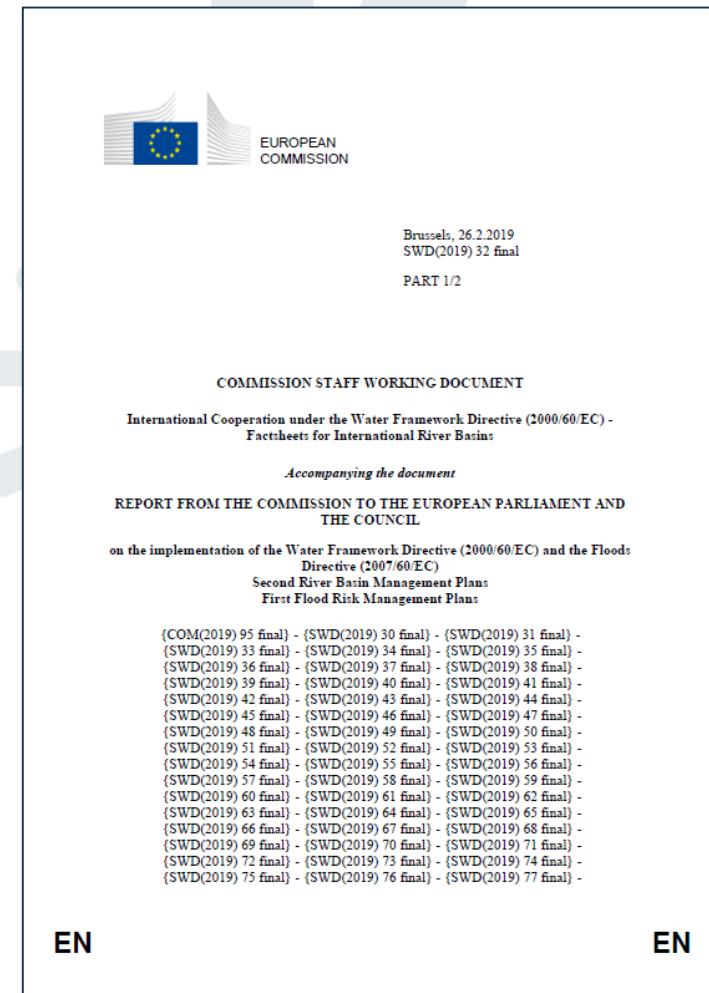 EUROPEAN
COMMISSION
Brussels, 26.2.2019
SWD(2019) 32 final
PART 1/2
COMMISSION STAFF WORKING DOCUMENT
International Cooperation under the Water Framework Directive (2000/60/EC) -
Factsheets for International River Basins
Accompanying the document
REPORT FROM THE COMMISSION TO THE EUROPEAN PARLIAMENT AND
THE COUNCIL
on the implementation of the Water Framework Directive (2000/60/EC) and the Floods
Directive (2007/60/EC)
Second River Basin Management Plans
First Flood Risk Management Plans
{COM(2019) 95 final} - {SWD(2019) 30 final} - {SWD(2019) 31 final} -
{SWD(2019) 33 final} - {SWD(2019) 34 final} - {SWD(2019) 35 final} -
{SWD(2019) 36 final} - {SWD(2019) 37 final} - {SWD(2019) 38 final} -
{SWD(2019) 39 final} - {SWD(2019) 40 final} - {SWD(2019) 41 final} -
{SWD(2019) 42 final} - {SWD(2019) 43 final} - {SWD(2019) 44 final} -
{SWD(2019) 45 final} - {SWD(2019) 46 final} - {SWD(2019) 47 final} -
{SWD(2019) 48 final} - {SWD(2019) 49 final} - {SWD(2019) 50 final} -
{SWD(2019) 51 final} - {SWD(2019) 52 final} - {SWD(2019) 53 final} -
{SWD(2019) 54 final} - {SWD(2019) 55 final} - {SWD(2019) 56 final} -
{SWD(2019) 57 final} - {SWD(2019) 58 final} - {SWD(2019) 59 final} -
{SWD(2019) 60 final} - {SWD(2019) 61 final} - {SWD(2019) 62 final} -
{SWD(2019) 63 final} - {SWD(2019) 64 final} - {SWD(2019) 65 final} -
{SWD(2019) 66 final} - {SWD(2019) 67 final} - {SWD(2019) 68 final} -
{SWD(2019) 69 final} - {SWD(2019) 70 final} - {SWD(2019) 71 final} -
{SWD(2019) 72 final} - {SWD(2019) 73 final} - {SWD(2019) 74 final} -
{SWD(2019) 75 final} - {SWD(2019) 76 final} - {SWD(2019) 77 final} -
EN EN